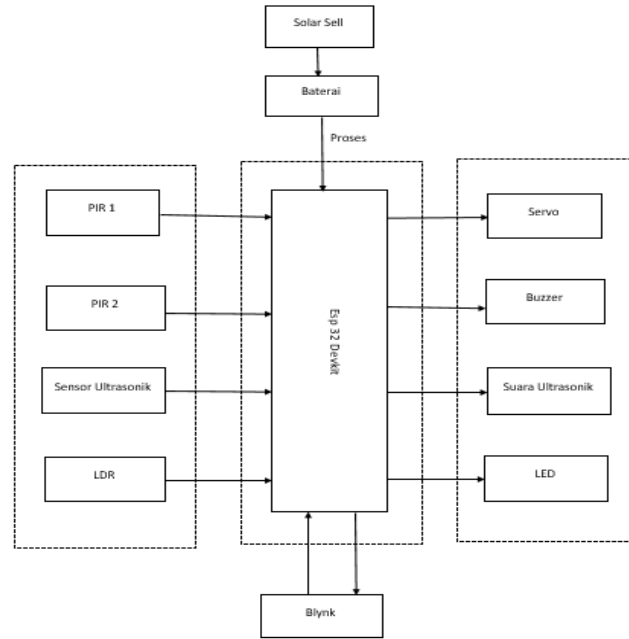 Solar Sell
Baterai
Proses
PIR 1
PIR 2
Sensor Ultrasonik
LDR
Esp 32 Devkit
Servo
Buzzer
Suara Ultrasonik
LED
Blynk